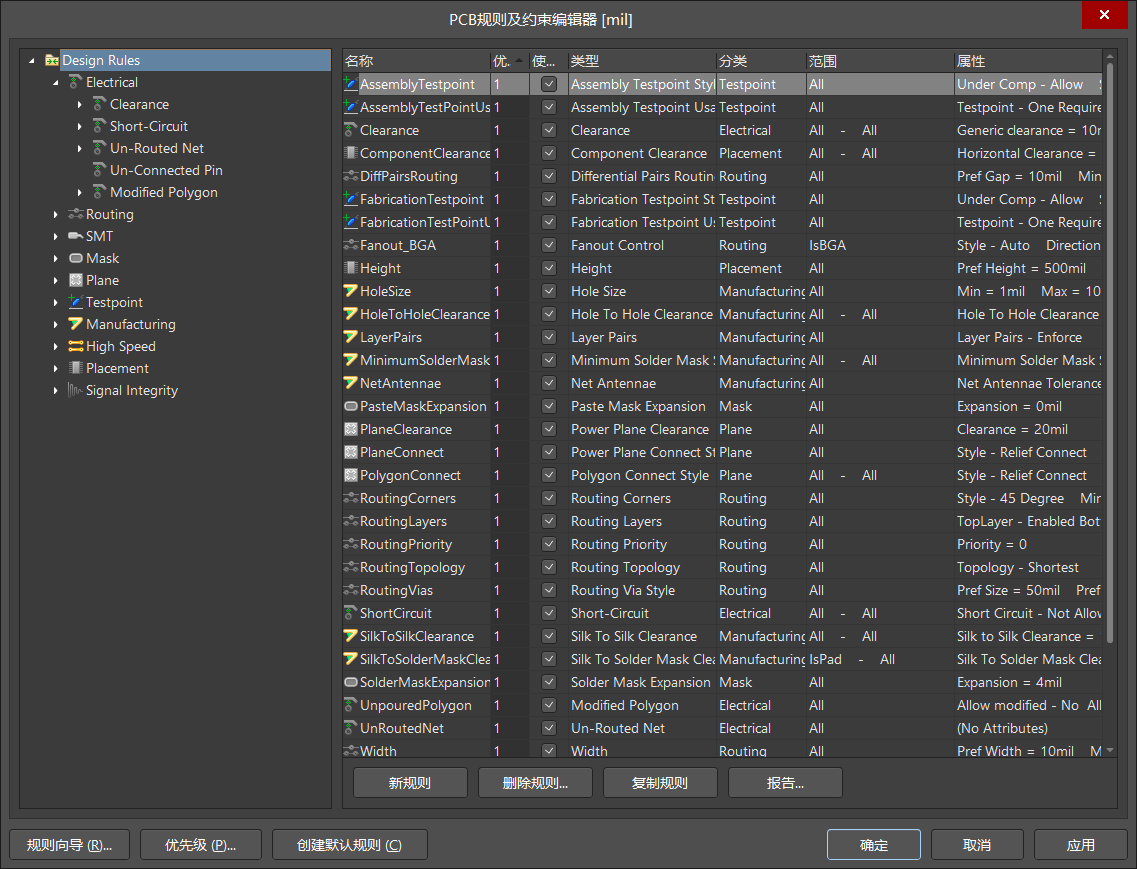 PCB规则及约束编辑器 [mil]
Design Rules
Electrical
Clearance
Short-Circuit
Un-Routed Net
Un-Connected Pin
Modified Polygon
Routing
SMT
Mask
Plane
Testpoint
Manufacturing
High Speed
Placement
Signal Integrity
名称 优. 使... 类型 分类 范围 属性
AssemblyTestpoint 1 Assembly Testpoint Styl Testpoint All Under Comp - Allow S
AssemblyTestPointUs 1 Assembly Testpoint Usa Testpoint All Testpoint - One Require
Clearance 1 Clearance Electrical All - All Generic clearance = 10m
ComponentClearance 1 Component Clearance Placement All - All Horizontal Clearance =
DiffPairsRouting 1 Differential Pairs Routin Routing All Pref Gap = 10mil Min
FabricationTestpoint 1 Fabrication Testpoint St Testpoint All Under Comp - Allow S
FabricationTestPointU 1 Fabrication Testpoint Us Testpoint All Testpoint - One Require
Fanout_BGA 1 Fanout Control Routing IsBGA Style - Auto Direction
Height 1 Height Placement All Pref Height = 500mil
HoleSize 1 Hole Size Manufacturing All Min = 1mil Max = 10
HoleToHoleClearance 1 Hole To Hole Clearance Manufacturing All - All Hole To Hole Clearance
LayerPairs 1 Layer Pairs Manufacturing All Layer Pairs - Enforce
MinimumSolderMask 1 Minimum Solder Mask S Manufacturing All - All Minimum Solder Mask S
NetAntennae 1 Net Antennae Manufacturing All Net Antennae Tolerance
PasteMaskExpansion 1 Paste Mask Expansion Mask All Expansion = 0mil
PlaneClearance 1 Power Plane Clearance Plane All Clearance = 20mil
PlaneConnect 1 Power Plane Connect St Plane All Style - Relief Connect
PolygonConnect 1 Polygon Connect Style Plane All - All Style - Relief Connect
RoutingCorners 1 Routing Corners Routing All Style - 45 Degree Min
RoutingLayers 1 Routing Layers Routing All TopLayer - Enabled Bot
RoutingPriority 1 Routing Priority Routing All Priority = 0
RoutingTopology 1 Routing Topology Routing All Topology - Shortest
RoutingVias 1 Routing Via Style Routing All Pref Size = 50mil Pref
ShortCircuit 1 Short-Circuit Electrical All - All Short Circuit - Not Allow
SilkToSilkClearance 1 Silk To Silk Clearance Manufacturing All - All Silk to Silk Clearance =
SilkToSolderMaskClea 1 Silk To Solder Mask Clea Manufacturing IsPad - All Silk To Solder Mask Clea
SolderMaskExpansion 1 Solder Mask Expansion Mask All Expansion = 4mil
UnpouredPolygon 1 Modified Polygon Electrical All Allow modified - No All
UnRoutedNet 1 Un-Routed Net Electrical All (No Attributes)
Width 1 Width Routing All Pref Width = 10mil M
新规则 删除规则... 复制规则 报告...
规则向导 (R)... 优先级 (P)... 创建默认规则 (C) 确定 取消 应用